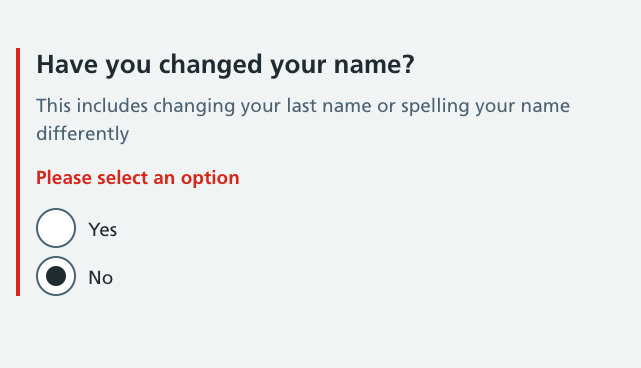 Have you changed your name?
This includes changing your last name or spelling your name
differently
Please select an option
Yes
No